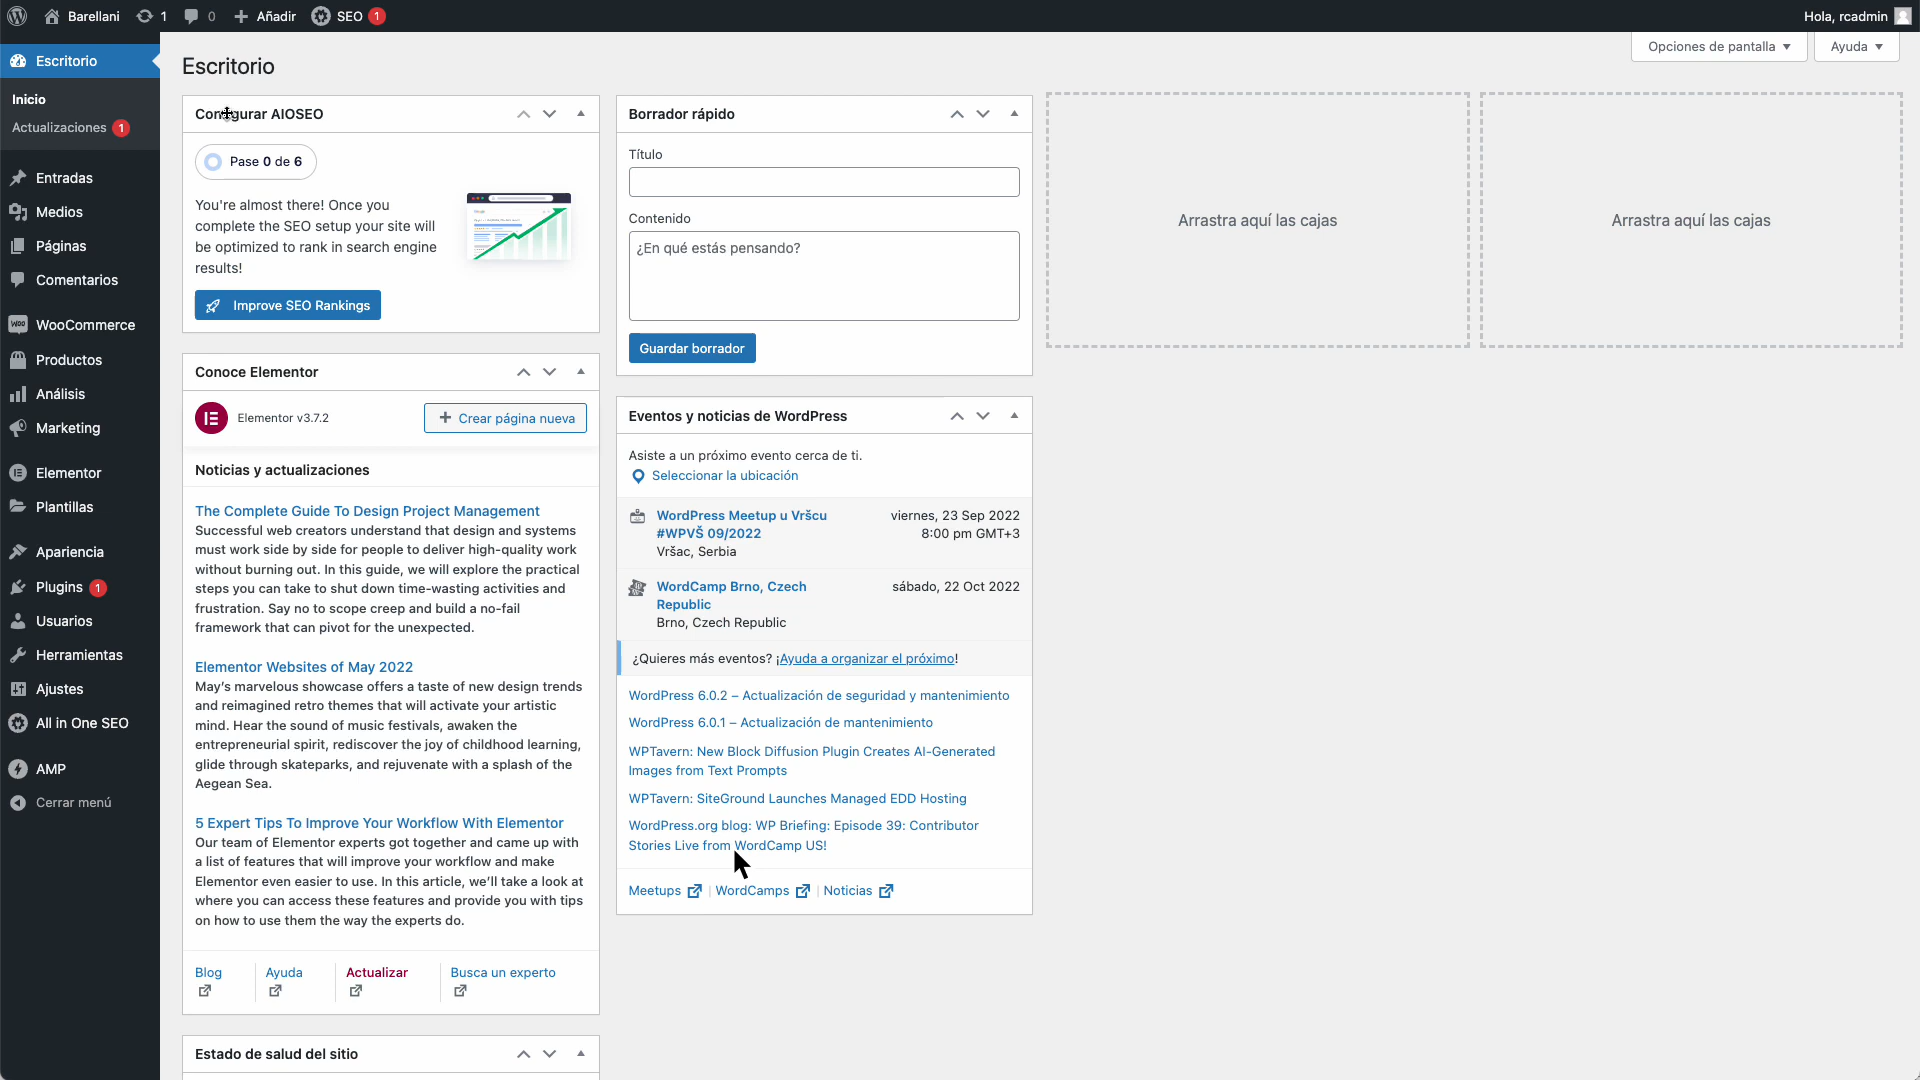 Barellani
1
0
Añadir
SEO
1
Hola, rcadmin
Escritorio
Inicio
Actualizaciones
1
Entradas
Medios
Páginas
Comentarios
WooCommerce
Productos
Análisis
Marketing
Elementor
Plantillas
Apariencia
Plugins
1
Usuarios
Herramientas
Ajustes
All in One SEO
AMP
Cerrar menú
Opciones de pantalla
Ayuda
Escritorio
Configurar AIOSEO
Pase 0 de 6
You're almost there! Once you
complete the SEO setup your site will
be optimized to rank in search engine
results!
Improve SEO Rankings
Conoce Elementor
Elementor v3.7.2
Crear página nueva
Noticias y actualizaciones
The Complete Guide To Design Project Management
Successful web creators understand that design and systems
must work side by side for people to deliver high-quality work
without burning out. In this guide, we will explore the practical
steps you can take to shut down time-wasting activities and
frustration. Say no to scope creep and build a no-fail
framework that can pivot for the unexpected.
Elementor Websites of May 2022
May’s marvelous showcase offers a taste of new design trends
and reimagined retro themes that will activate your artistic
mind. Hear the sound of music festivals, awaken the
entrepreneurial spirit, rediscover the joy of childhood learning,
glide through skateparks, and rejuvenate with a splash of the
Aegean Sea.
5 Expert Tips To Improve Your Workflow With Elementor
Our team of Elementor experts got together and came up with
a list of features that will improve your workflow and make
Elementor even easier to use. In this article, we’ll take a look at
where you can access these features and provide you with tips
on how to use them the way the experts do.
Blog
Ayuda
Actualizar
Busca un experto
Estado de salud del sitio
Borrador rápido
Título
Contenido
¿En qué estás pensando?
Guardar borrador
Eventos y noticias de WordPress
Asiste a un próximo evento cerca de ti.
Seleccionar la ubicación
WordPress Meetup u Vršcu
#WPVŠ 09/2022
Vršac, Serbia
viernes, 23 Sep 2022
8:00 pm GMT+3
WordCamp Brno, Czech
Republic
Brno, Czech Republic
sábado, 22 Oct 2022
¿Quieres más eventos? ¡Ayuda a organizar el próximo!
WordPress 6.0.2 – Actualización de seguridad y mantenimiento
WordPress 6.0.1 – Actualización de mantenimiento
WPTavern: New Block Diffusion Plugin Creates AI-Generated
Images from Text Prompts
WPTavern: SiteGround Launches Managed EDD Hosting
WordPress.org blog: WP Briefing: Episode 39: Contributor
Stories Live from WordCamp US!
Meetups | WordCamps | Noticias
Arrastra aquí las cajas
Arrastra aquí las cajas